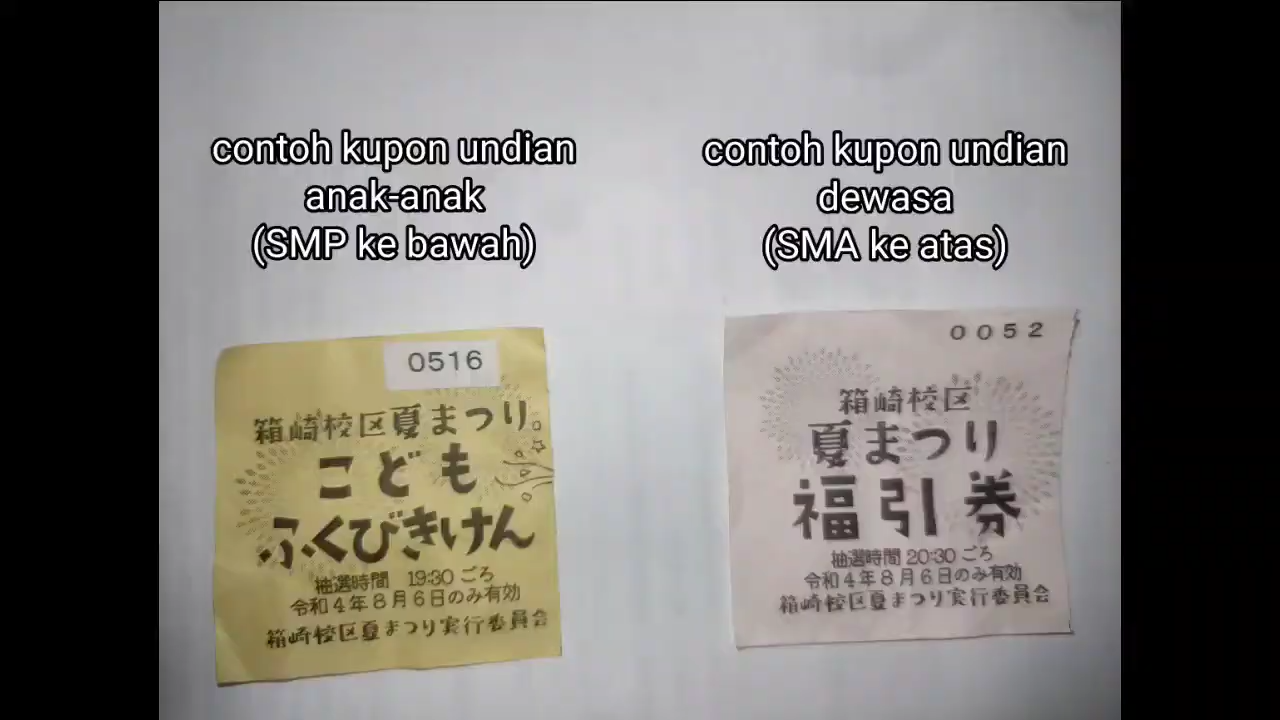 contoh kupon undian
anak-anak
(SMP ke bawah)
0516
箱崎校区夏まつり
こども
ふくびきけん
抽選時間 19:30 ごろ
令和4年8月6日のみ有効
箱崎校区夏まつり実行委員会
contoh kupon undian
dewasa
(SMA ke atas)
0052
箱崎校区
夏まつり
福引券
抽選時間 20:30 ごろ
令和4年8月6日のみ有効
箱崎校区夏まつり実行委員会